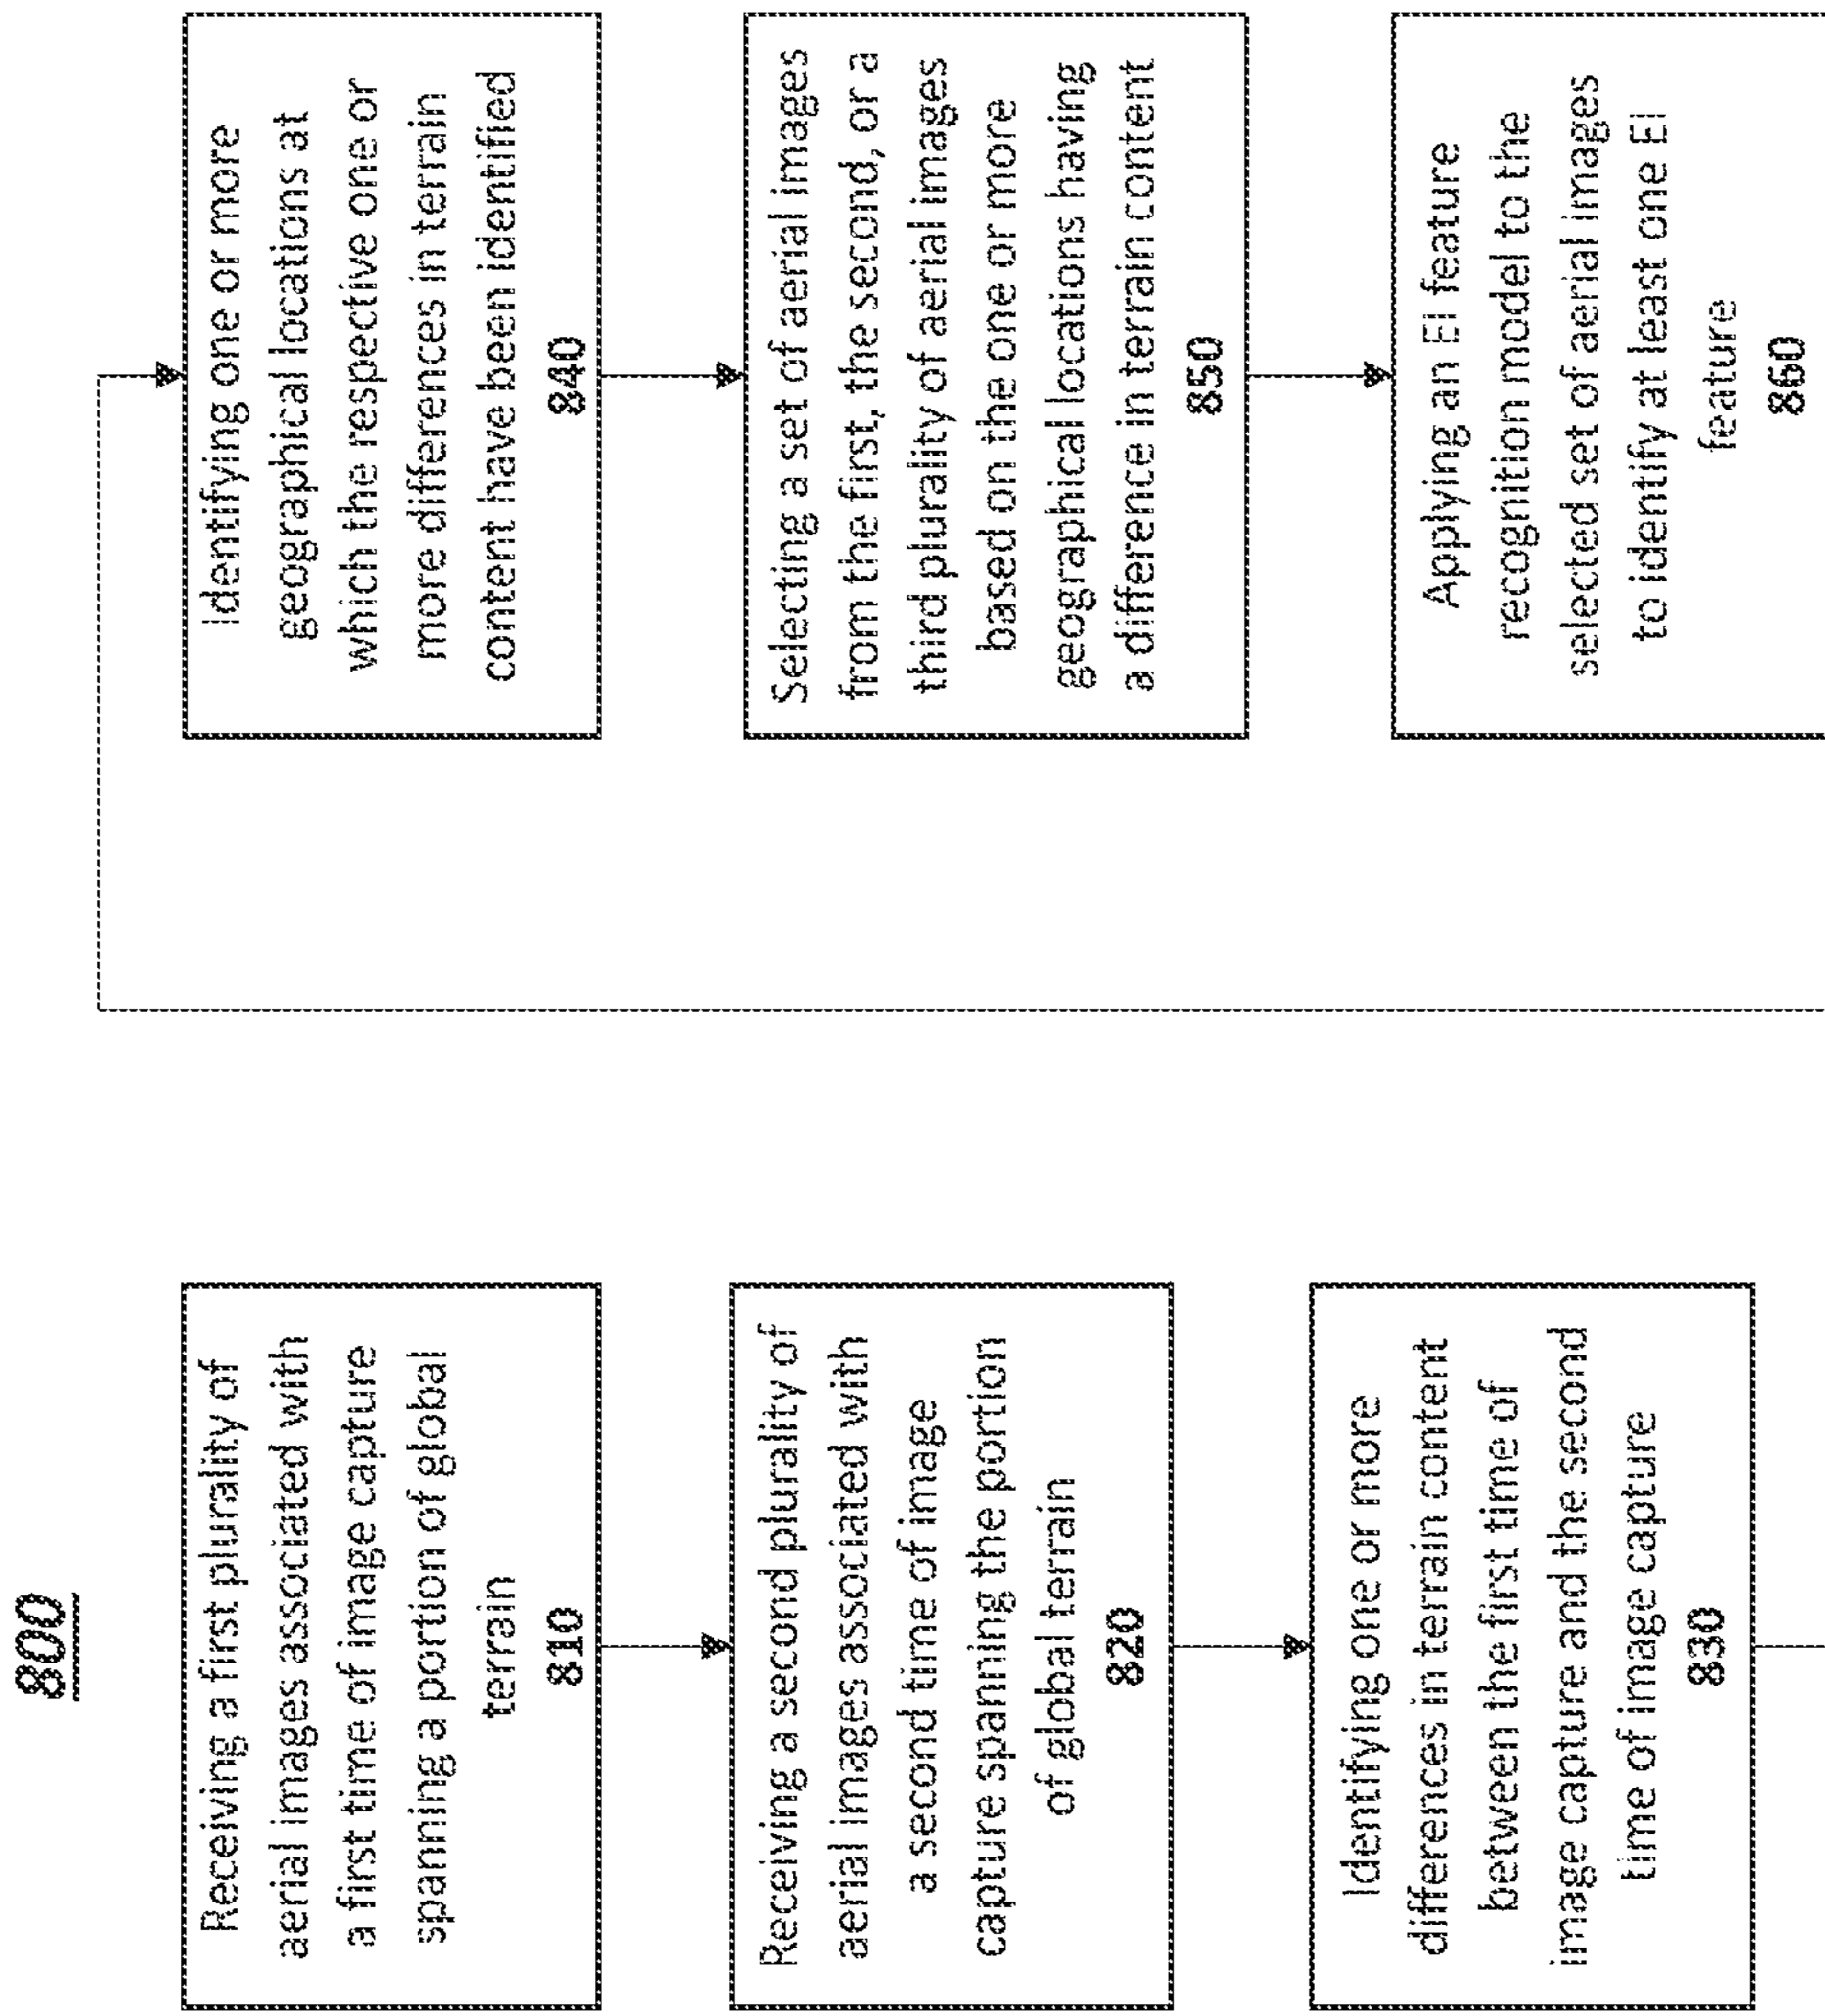 800
Receiving a first plurality of
aerial images associated with
a first time of image capture
spanning a portion of global
terrain
810
Receiving a second plurality of
aerial images associated with
a second time of image
capture spanning the portion
of global terrain
820
Identifying one or more
differences in terrain content
between the first time of
image capture and the second
time of image capture
830
Identifying one or more
geographical locations at
which the respective one or
more differences in terrain
content have been identified
840
Selecting a set of aerial images
from the first, the second, or a
third plurality of aerial images
based on the one or more
geographical locations having
a difference in terrain content
850
Applying an EI feature
recognition model to the
selected set of aerial images
to identify at least one EI
feature
860